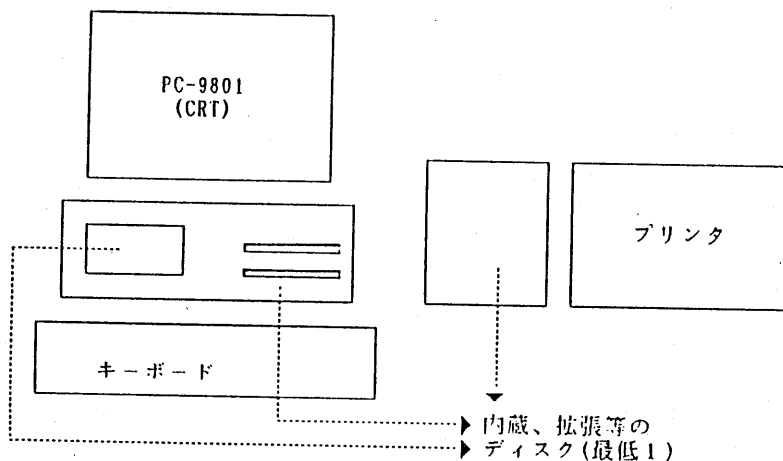 PC-9801
(CRT)
プリンタ
キーボード
内蔵、拡張等の
ディスク(最低1)